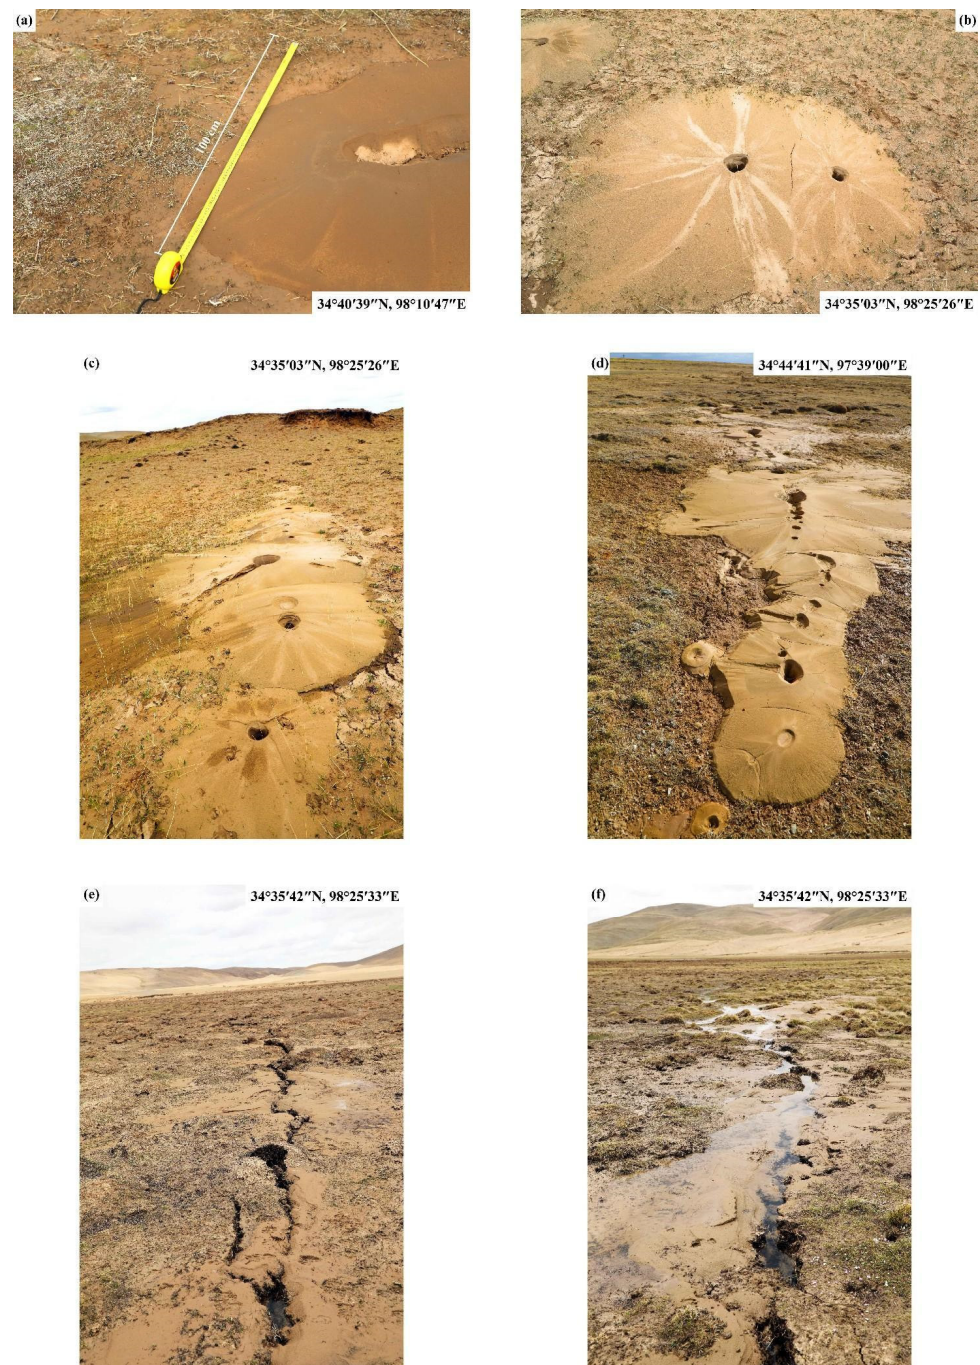 (a)
100 cm
34°40′39″N, 98°10′47″E
(b)
34°35′03″N, 98°25′26″E
(c)
34°35′03″N, 98°25′26″E
(d)
34°44′41″N, 97°39′00″E
(e)
34°35′42″N, 98°25′33″E
(f)
34°35′42″N, 98°25′33″E